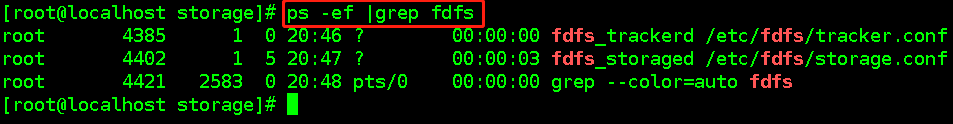 [root@localhost storage]# ps -ef |grep fdfs
root 4385 1 0 20:46 ? 00:00:00 fdfs_trackerd /etc/fdfs/tracker.conf
root 4402 1 5 20:47 ? 00:00:03 fdfs_storaged /etc/fdfs/storage.conf
root 4421 2583 0 20:48 pts/0 00:00:00 grep --color=auto fdfs
[root@localhost storage]#